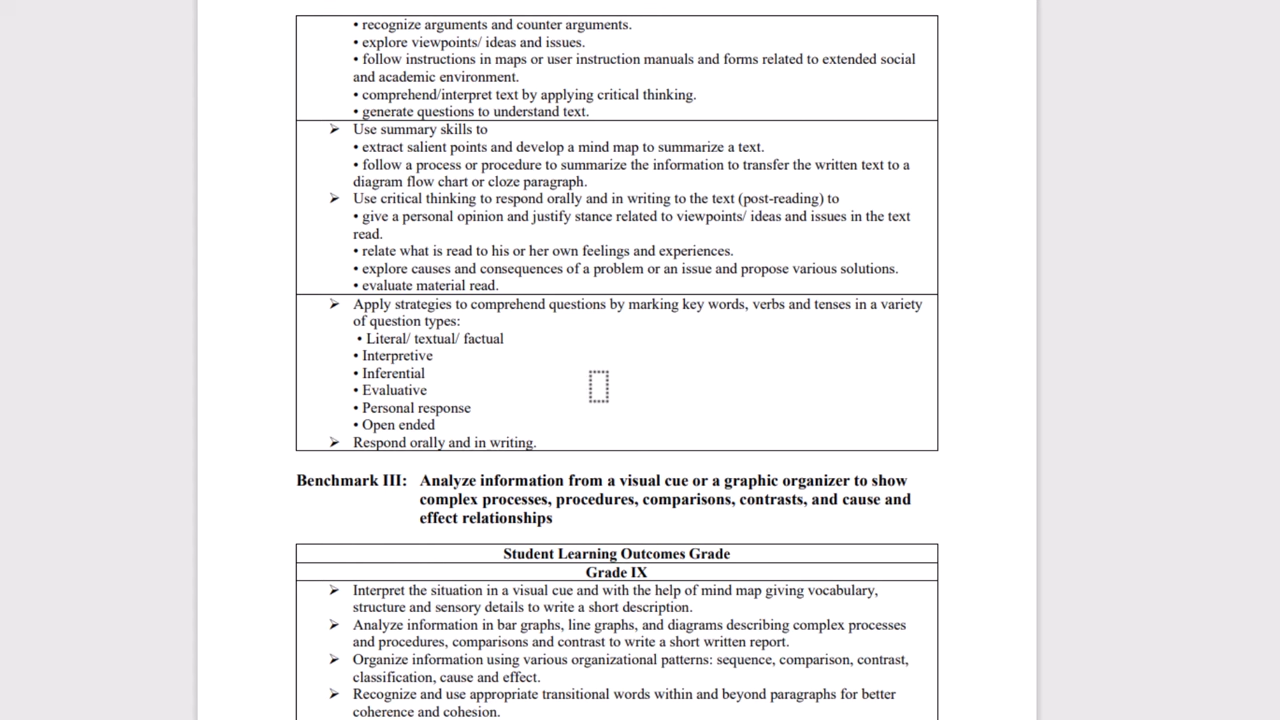 • recognize arguments and counter arguments.
• explore viewpoints/ ideas and issues.
• follow instructions in maps or user instruction manuals and forms related to extended social
and academic environment.
• comprehend/interpret text by applying critical thinking.
• generate questions to understand text.
➢ Use summary skills to
• extract salient points and develop a mind map to summarize a text.
• follow a process or procedure to summarize the information to transfer the written text to a
diagram flow chart or cloze paragraph.
➢ Use critical thinking to respond orally and in writing to the text (post-reading) to
• give a personal opinion and justify stance related to viewpoints/ ideas and issues in the text
read.
• relate what is read to his or her own feelings and experiences.
• explore causes and consequences of a problem or an issue and propose various solutions.
• evaluate material read.
➢ Apply strategies to comprehend questions by marking key words, verbs and tenses in a variety
of question types:
• Literal/ textual/ factual
• Interpretive
• Inferential
• Evaluative
• Personal response
• Open ended
➢ Respond orally and in writing.
Benchmark III: Analyze information from a visual cue or a graphic organizer to show
complex processes, procedures, comparisons, contrasts, and cause and
effect relationships
Student Learning Outcomes Grade
Grade IX
➢ Interpret the situation in a visual cue and with the help of mind map giving vocabulary,
structure and sensory details to write a short description.
➢ Analyze information in bar graphs, line graphs, and diagrams describing complex processes
and procedures, comparisons and contrast to write a short written report.
➢ Organize information using various organizational patterns: sequence, comparison, contrast,
classification, cause and effect.
➢ Recognize and use appropriate transitional words within and beyond paragraphs for better
coherence and cohesion.